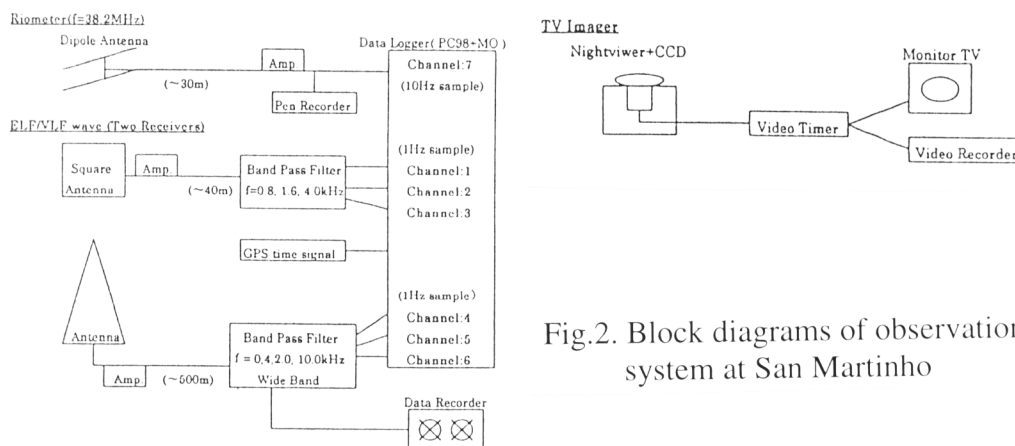 Riometer(f=38.2MHz)
Dipole Antenna
Amp
(~30m)
Pen Recorder
Data Logger( PC98+MO )
Channel:7
(10Hz sample)
ELF/VLF wave (Two Receivers)
Square
Antenna
Amp.
(~40m)
Band Pass Filter
f=0.8, 1.6, 4.0kHz
(1Hz sample)
Channel:1
Channel:2
Channel:3
GPS time signal
Antenna
Amp
(~500m)
Band Pass Filter
f = 0.4, 2.0, 10.0kHz
Wide Band
(1Hz sample)
Channel:4
Channel:5
Channel:6
Data Recorder
TV Imager
Nightviwer+CCD
Video Timer
Monitor TV
Video Recorder
Fig.2. Block diagrams of observation
system at San Martinho